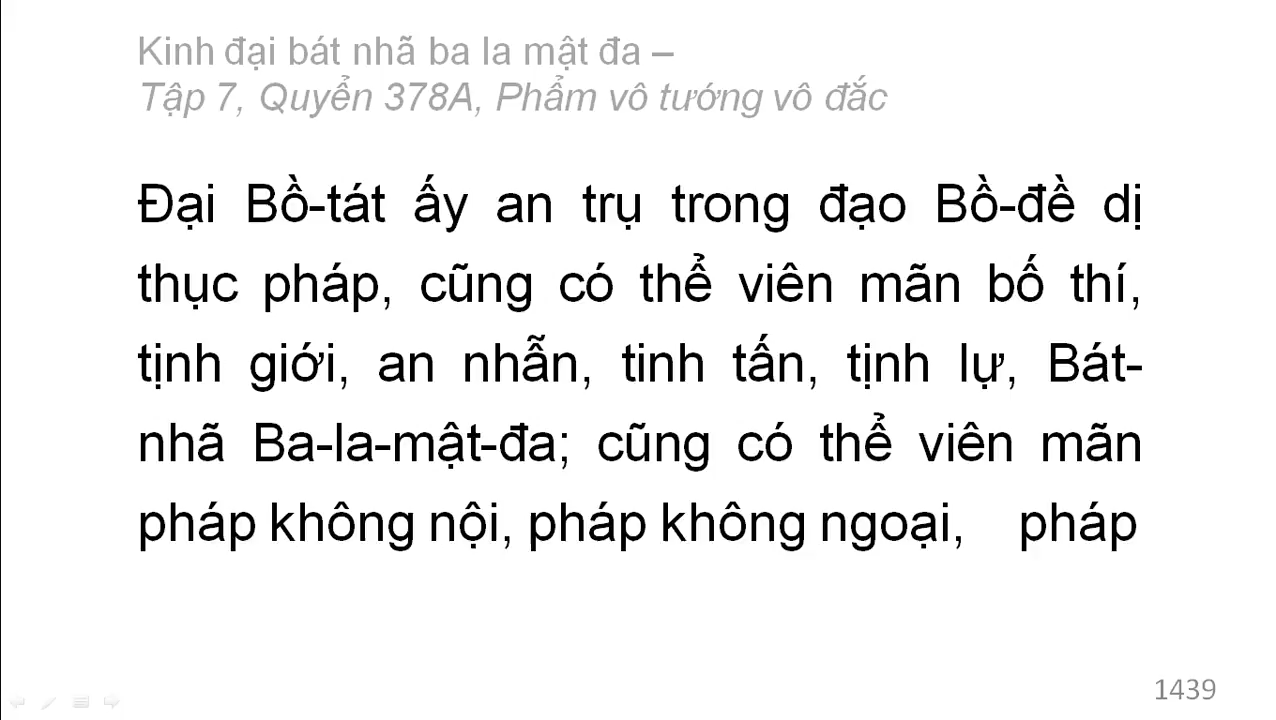 Kinh đại bát nhã ba la mật đa –
Tập 7, Quyển 378A, Phẩm vô tướng vô đắc
Đại Bồ-tát ấy an trụ trong đạo Bồ-đề dị
thục pháp, cũng có thể viên mãn bố thí,
tịnh giới, an nhẫn, tinh tấn, tịnh lự, Bát-
nhã Ba-la-mật-đa; cũng có thể viên mãn
pháp không nội, pháp không ngoại, pháp
1439